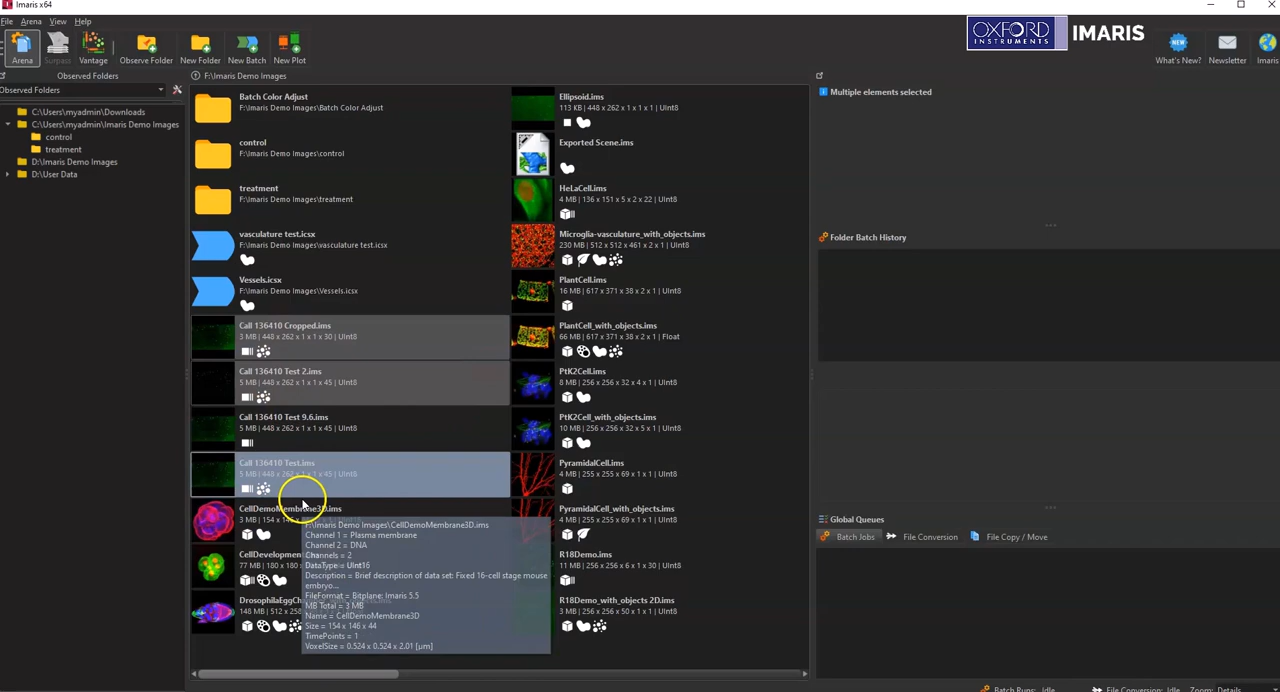 Imaris x64
File Arena View Help
OXFORD
INSTRUMENTS
IMARIS
Arena Surpass Vantage Observe Folder New Folder New Batch New Plot
NEW
What's New? Newsletter Imaris
Observed Folders
F:\Imaris Demo Images
Observed Folders
C:\Users\myadmin\Downloads
C:\Users\myadmin\Imaris Demo Images
control
treatment
D:\Imaris Demo Images
D:\User Data
Batch Color Adjust
F:\Imaris Demo Images\Batch Color Adjust
control
F:\Imaris Demo Images\control
treatment
F:\Imaris Demo Images\treatment
vasculature test.icsx
F:\Imaris Demo Images\vasculature test.icsx
Vessels.icsx
F:\Imaris Demo Images\Vessels.icsx
Call 136410 Cropped.ims
3 MB | 448 x 262 x 1 x 1 x 30 | UInt8
Call 136410 Test 2.ims
5 MB | 448 x 262 x 1 x 1 x 45 | UInt8
Call 136410 Test 9.6.ims
5 MB | 448 x 262 x 1 x 1 x 45 | UInt8
Call 136410 Test.ims
5 MB | 448 x 262 x 1 x 1 x 45 | UInt8
CellDemoMembrane3D.ims
3 MB | 154 x 146
CellDevelopmen
77 MB | 180 x 180
DrosophilaEggCh
148 MB | 512 x 258
F:\Imaris Demo Images\CellDemoMembrane3D.ims
Channel 1 = Plasma membrane
Channel 2 = DNA
Channels = 2
DataType = UInt16
Description = Brief description of data set: Fixed 16-cell stage mouse
embryo...
FileFormat = Bitplane: Imaris 5.5
MB Total = 3 MB
Name = CellDemoMembrane3D
Size = 154 x 146 x 44
TimePoints = 1
VoxelSize = 0.524 x 0.524 x 2.01 [µm]
Ellipsoid.ims
113 KB | 448 x 262 x 1 x 1 x 1 | UInt8
Exported Scene.ims
HeLaCell.ims
4 MB | 136 x 151 x 5 x 2 x 22 | UInt8
Microglia-vasculature_with_objects.ims
230 MB | 512 x 512 x 461 x 2 x 1 | UInt8
PlantCell.ims
16 MB | 617 x 371 x 38 x 2 x 1 | UInt8
PlantCell_with_objects.ims
66 MB | 617 x 371 x 38 x 2 x 1 | Float
PtK2Cell.ims
8 MB | 256 x 256 x 32 x 4 x 1 | UInt8
PtK2Cell_with_objects.ims
10 MB | 256 x 256 x 32 x 5 x 1 | UInt8
PyramidalCell.ims
4 MB | 255 x 255 x 69 x 1 x 1 | UInt8
PyramidalCell_with_objects.ims
4 MB | 255 x 255 x 69 x 1 x 1 | UInt8
R18Demo.ims
11 MB | 256 x 256 x 6 x 1 x 30 | UInt8
R18Demo_with_objects 2D.ims
3 MB | 256 x 256 x 50 x 1 x 1 | UInt8
Multiple elements selected
Folder Batch History
Global Queues
Batch Jobs File Conversion File Copy / Move
Batch Runs: Idle File Conversion: Idle Zoom: Details